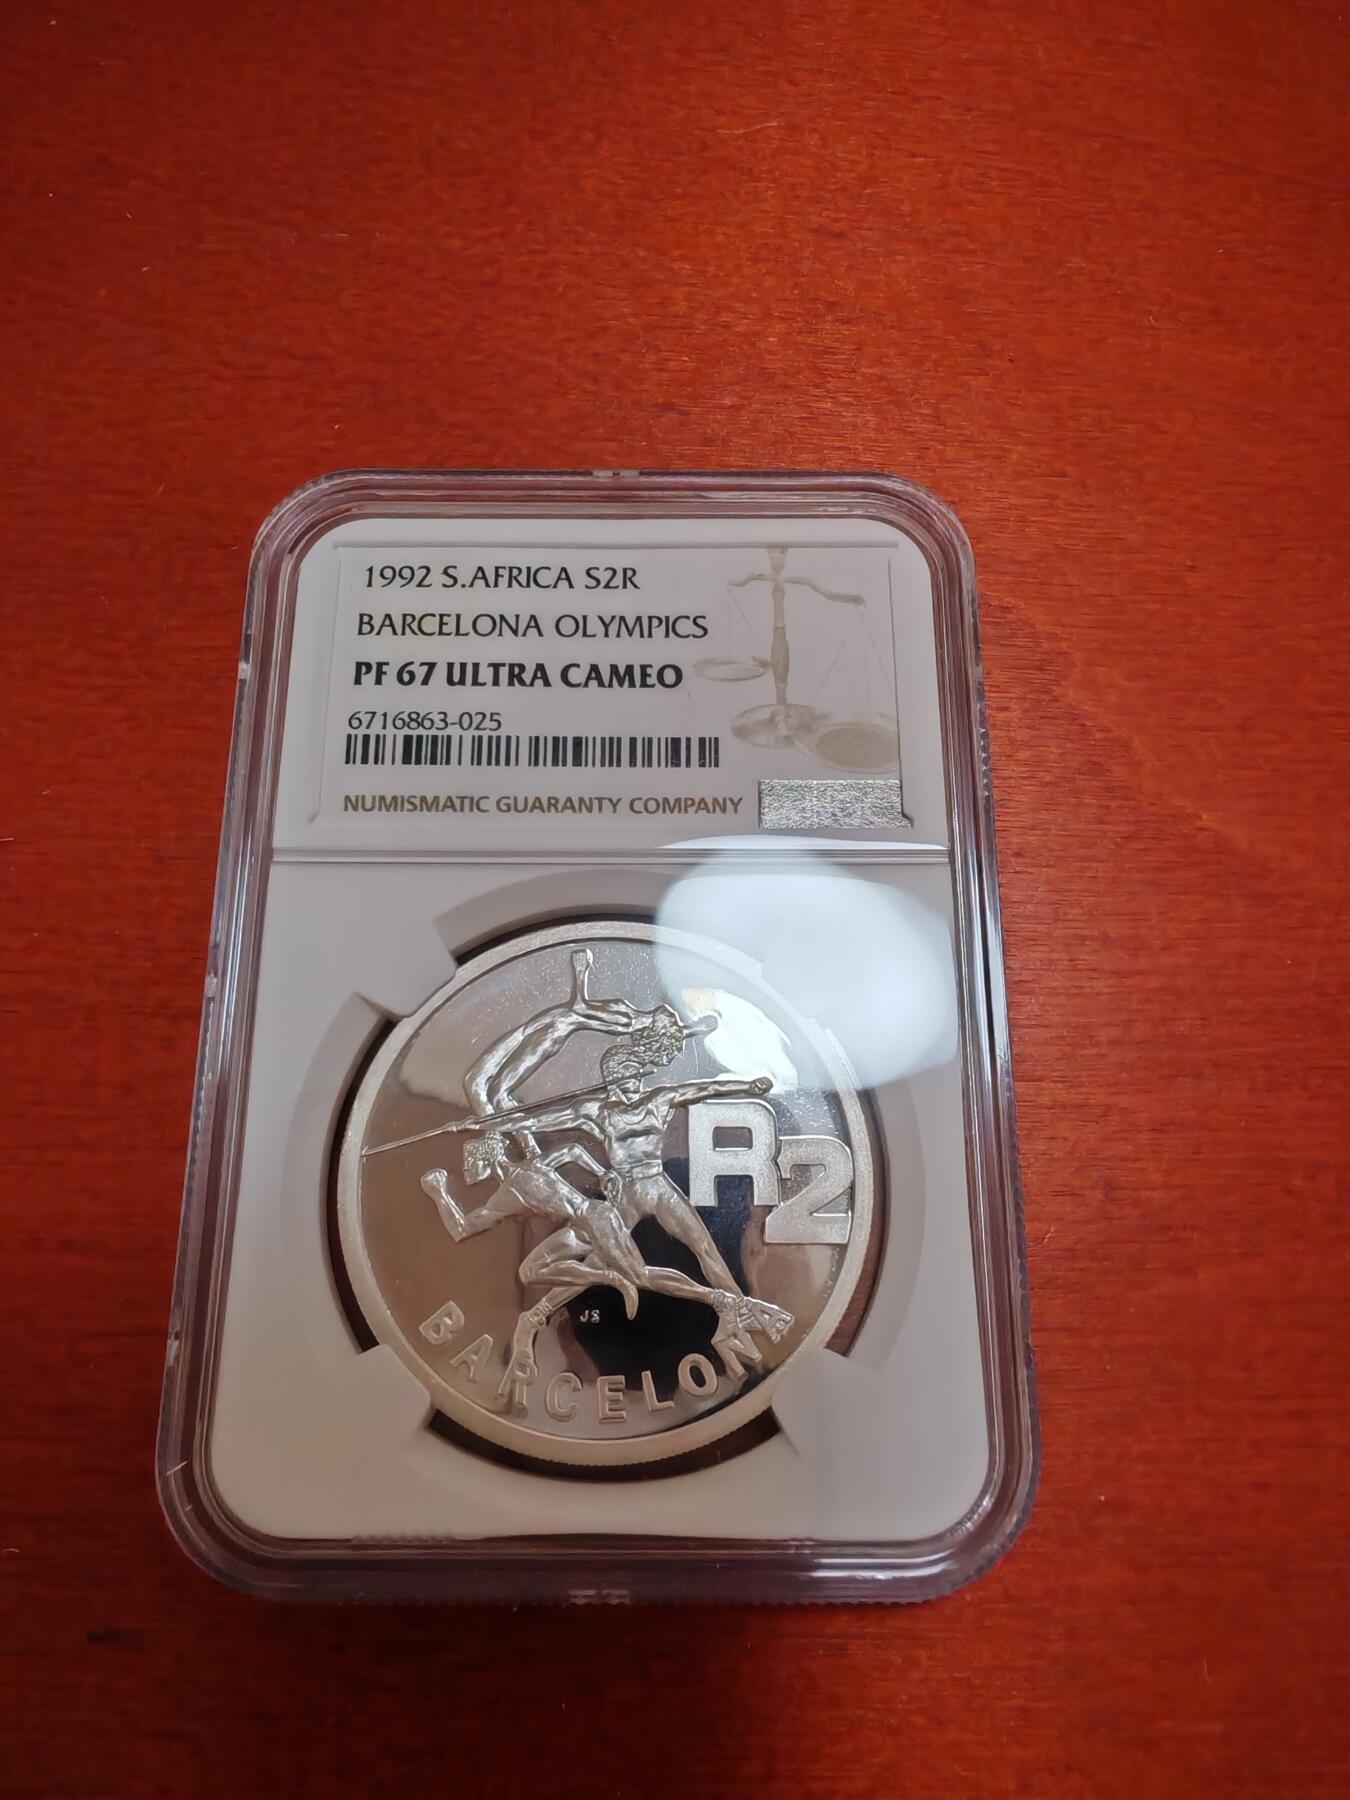 1992 S.AFRICA S2R
BARCELONA OLYMPICS
PF 67 ULTRA CAMEO
6716863-025
NUMISMATIC GUARANTY COMPANY
R2
JS
BARCELONA